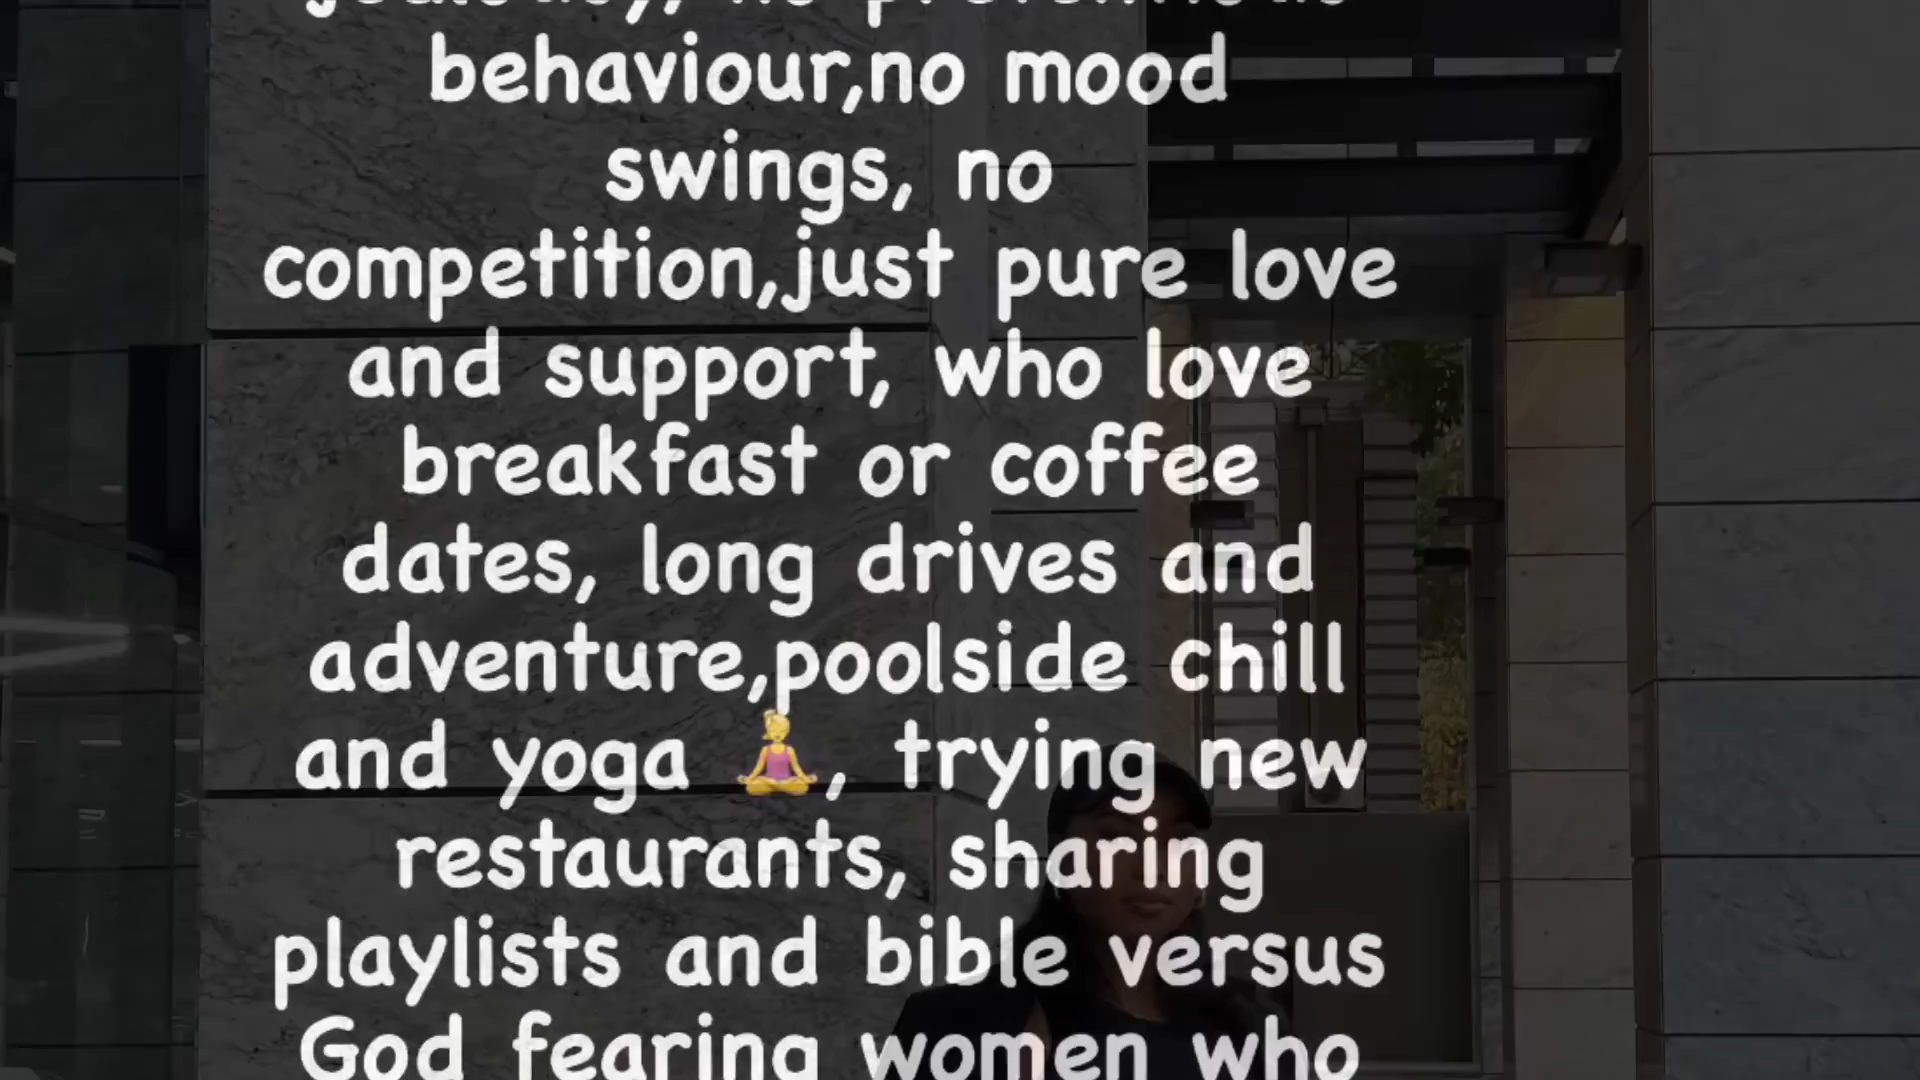 behaviour,no mood
swings, no
competition,just pure love
and support, who love
breakfast or coffee
dates, long drives and
adventure,poolside chill
and yoga 🧘‍♀️, trying new
restaurants, sharing
playlists and bible versus
God fearing women who